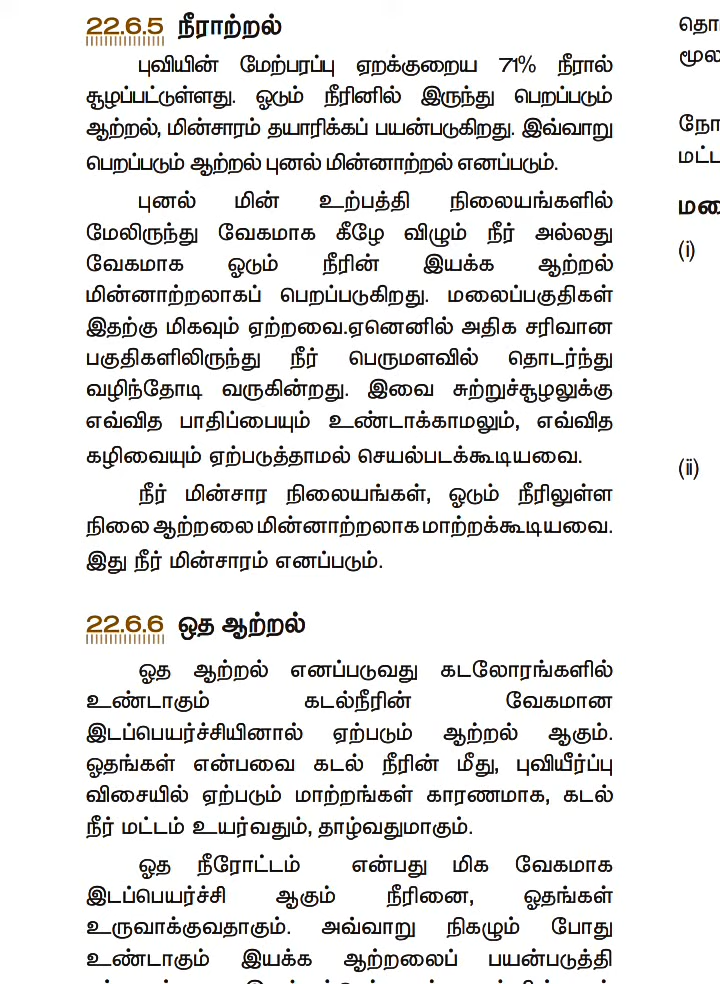 22.6.5 நீராற்றல்
புவியின் மேற்பரப்பு ஏறக்குறைய 71% நீரால்
சூழப்பட்டுள்ளது. ஓடும் நீரினில் இருந்து பெறப்படும்
ஆற்றல், மின்சாரம் தயாரிக்கப் பயன்படுகிறது. இவ்வாறு
பெறப்படும் ஆற்றல் புனல் மின்னாற்றல் எனப்படும்.
புனல் மின் உற்பத்தி நிலையங்களில்
மேலிருந்து வேகமாக கீழே விழும் நீர் அல்லது
வேகமாக ஓடும் நீரின் இயக்க ஆற்றல்
மின்னாற்றலாகப் பெறப்படுகிறது. மலைப்பகுதிகள்
இதற்கு மிகவும் ஏற்றவை.ஏனெனில் அதிக சரிவான
பகுதிகளிலிருந்து நீர் பெருமளவில் தொடர்ந்து
வழிந்தோடி வருகின்றது. இவை சுற்றுச்சூழலுக்கு
எவ்வித பாதிப்பையும் உண்டாக்காமலும், எவ்வித
கழிவையும் ஏற்படுத்தாமல் செயல்படக்கூடியவை.
நீர் மின்சார நிலையங்கள், ஓடும் நீரிலுள்ள
நிலை ஆற்றலை மின்னாற்றலாக மாற்றக்கூடியவை.
இது நீர் மின்சாரம் எனப்படும்.
22.6.6 ஓத ஆற்றல்
ஓத ஆற்றல் எனப்படுவது கடலோரங்களில்
உண்டாகும் கடல்நீரின் வேகமான
இடப்பெயர்ச்சியினால் ஏற்படும் ஆற்றல் ஆகும்.
ஓதங்கள் என்பவை கடல் நீரின் மீது, புவியீர்ப்பு
விசையில் ஏற்படும் மாற்றங்கள் காரணமாக, கடல்
நீர் மட்டம் உயர்வதும், தாழ்வதுமாகும்.
ஓத நீரோட்டம் என்பது மிக வேகமாக
இடப்பெயர்ச்சி ஆகும் நீரினை, ஓதங்கள்
உருவாக்குவதாகும். அவ்வாறு நிகழும் போது
உண்டாகும் இயக்க ஆற்றலைப் பயன்படுத்தி
(i)
(ii)